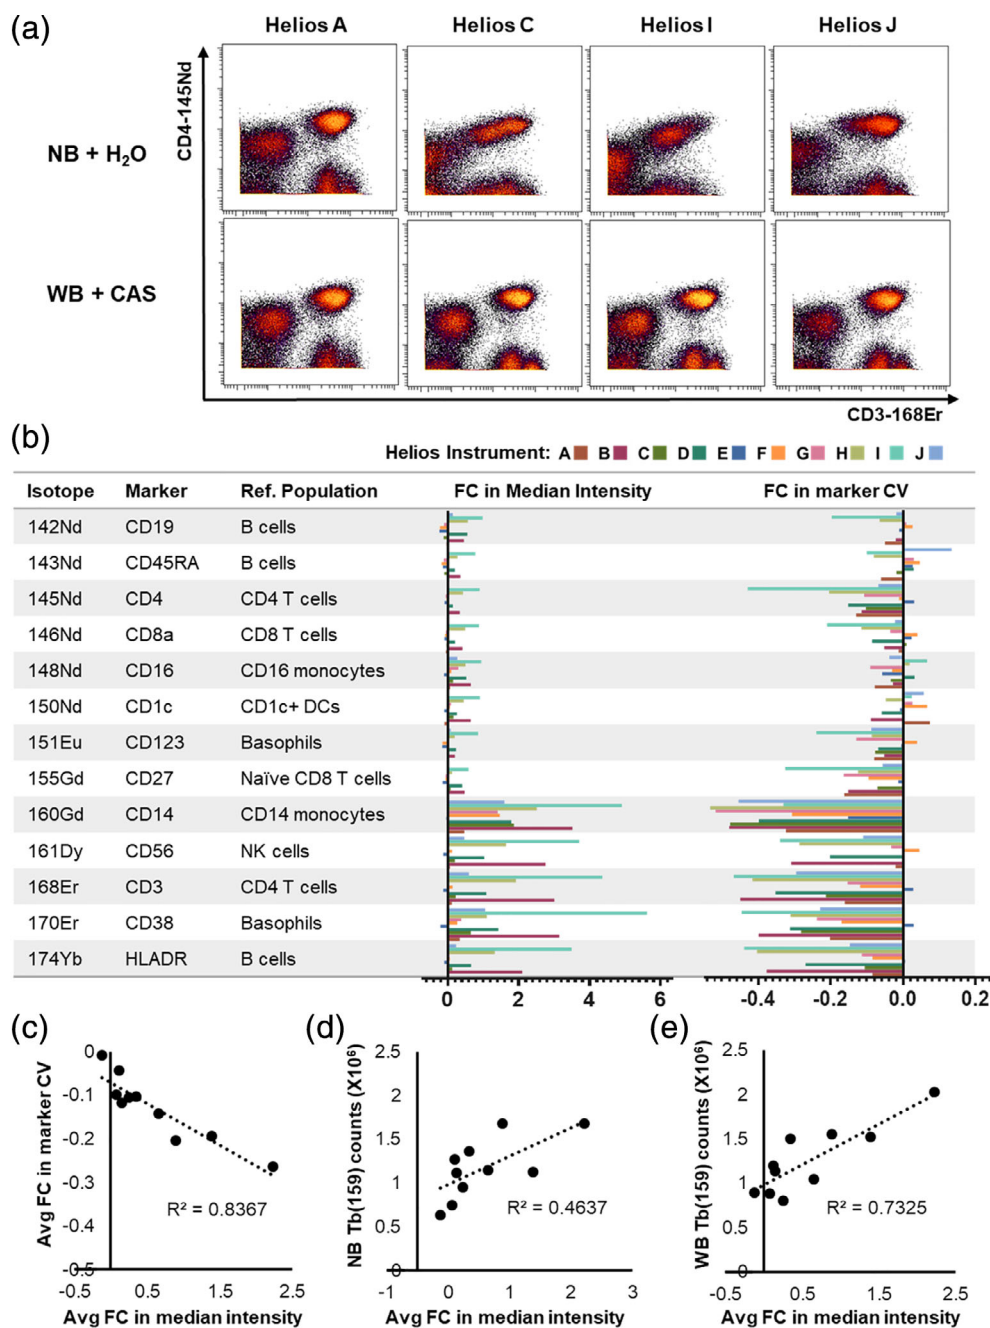 (a)
Helios A Helios C Helios I Helios J
CD4-145Nd
NB + H₂O
WB + CAS
CD3-168Er
(b)
Helios Instrument: A B C D E F G H I J
Isotope Marker Ref. Population FC in Median Intensity FC in marker CV
142Nd CD19 B cells
143Nd CD45RA B cells
145Nd CD4 CD4 T cells
146Nd CD8a CD8 T cells
148Nd CD16 CD16 monocytes
150Nd CD1c CD1c+ DCs
151Eu CD123 Basophils
155Gd CD27 Naïve CD8 T cells
160Gd CD14 CD14 monocytes
161Dy CD56 NK cells
168Er CD3 CD4 T cells
170Er CD38 Basophils
174Yb HLADR B cells
0 2 4 6 -0.4 -0.2 0.0 0.2
(c)
Avg FC in marker CV
0
-0.1
-0.2
-0.3
-0.4
-0.5
R² = 0.8367
-0.5 0.5 1.5 2.5
Avg FC in median intensity
(d)
NB Tb(159) counts (X10⁶)
2.5
2
1.5
1
0.5
0
R² = 0.4637
-1 0 1 2 3
Avg FC in median intensity
(e)
WB Tb(159) counts (X10⁶)
2.5
2
1.5
1
0.5
0
R² = 0.7325
-0.5 0.5 1.5 2.5
Avg FC in median intensity